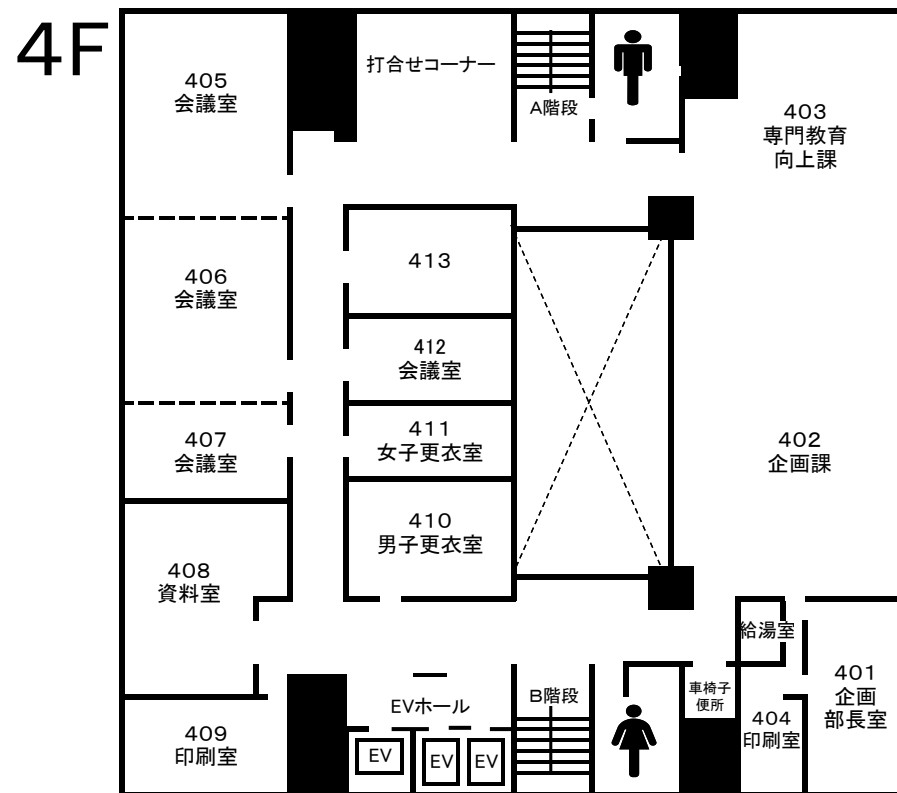 4F
405
会議室
打合せコーナー
A階段
403
専門教育
向上課
406
会議室
413
412
会議室
411
女子更衣室
410
男子更衣室
407
会議室
402
企画課
408
資料室
給湯室
401
企画
部長室
車椅子
便所
404
印刷室
409
印刷室
EVホール
B階段
EV
EV
EV